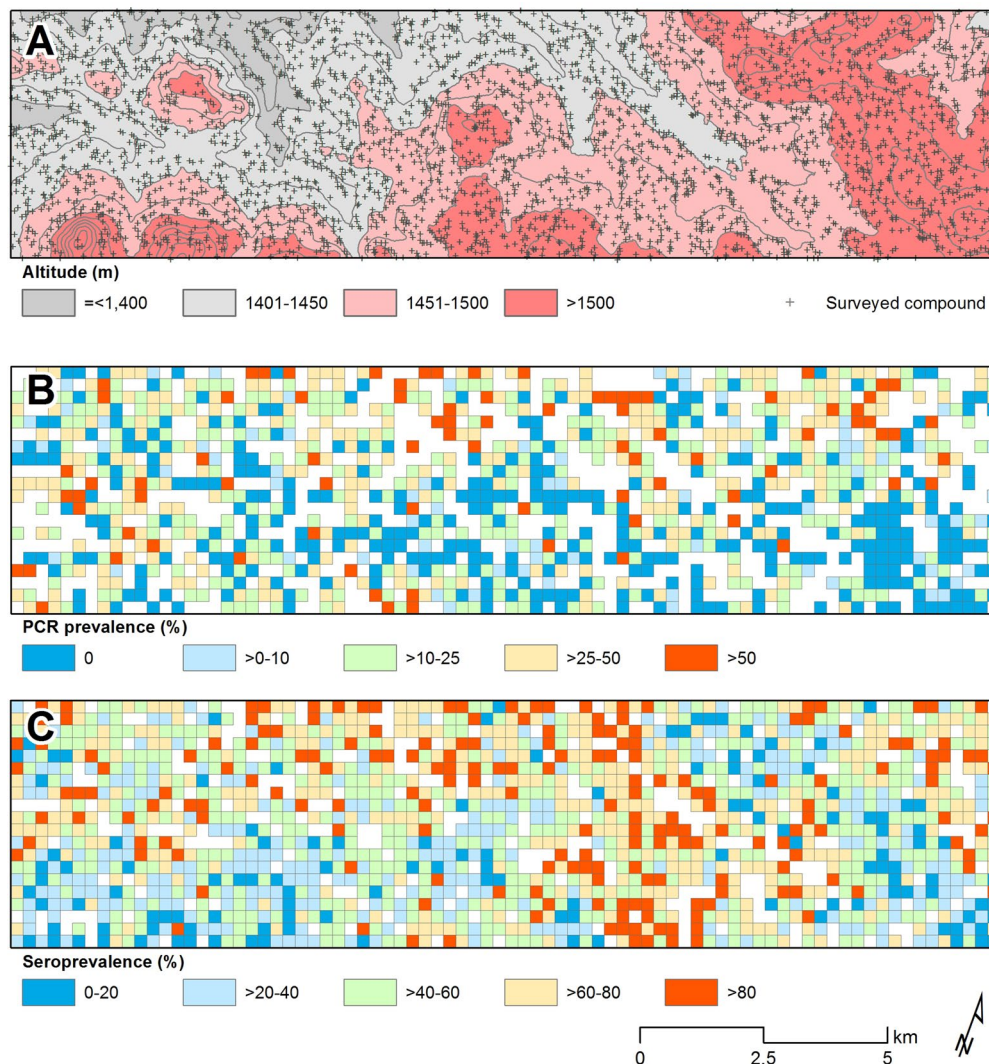 A
Altitude (m)
=<1,400 1401-1450 1451-1500 >1500 + Surveyed compound
B
PCR prevalence (%)
0 >0-10 >10-25 >25-50 >50
C
Seroprevalence (%)
0-20 >20-40 >40-60 >60-80 >80
km
0 2.5 5
N